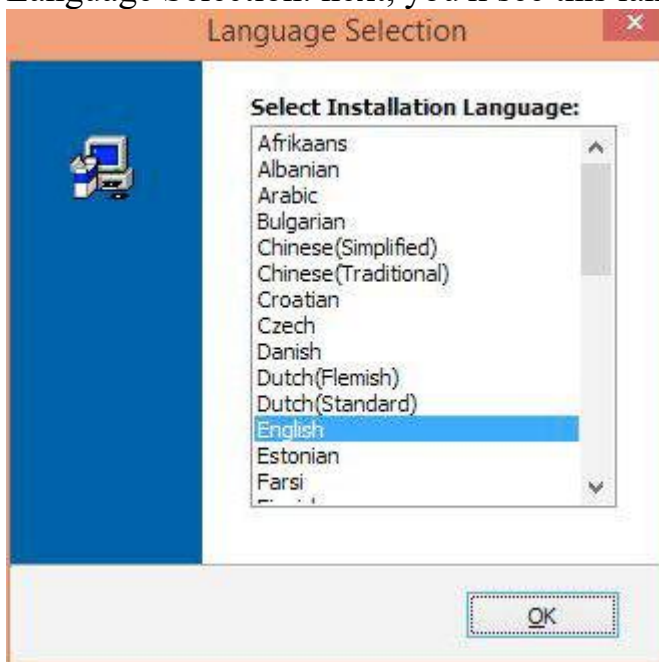 Language Selection
Select Installation Language:
Afrikaans
Albanian
Arabic
Bulgarian
Chinese(Simplified)
Chinese(Traditional)
Croatian
Czech
Danish
Dutch(Flemish)
Dutch(Standard)
English
Estonian
Farsi
OK